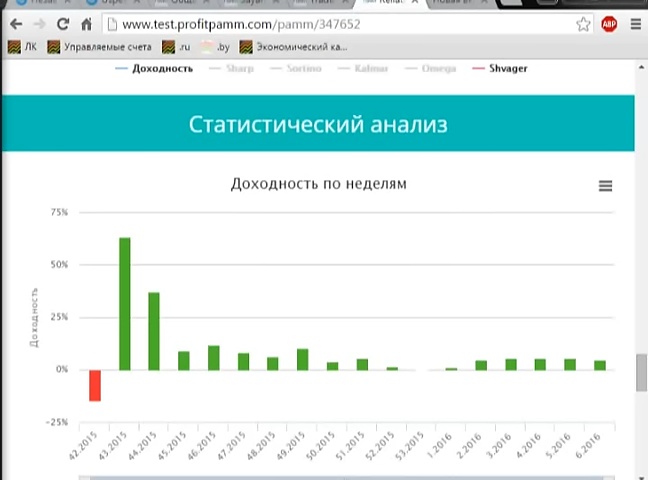 www.test.profitpamm.com/pamm/347652
ABP
ЛК Управляемые счета .ru .by Экономический ка...
Доходность Sharp Sortino Kalmar Omega Shvager
Статистический анализ
Доходность по неделям
75%
50%
25%
0%
-25%
Доходность
42.2015 43.2015 44.2015 45.2015 46.2015 47.2015 48.2015 49.2015 50.2015 51.2015 52.2015 53.2015 1.2016 2.2016 3.2016 4.2016 5.2016 6.2016